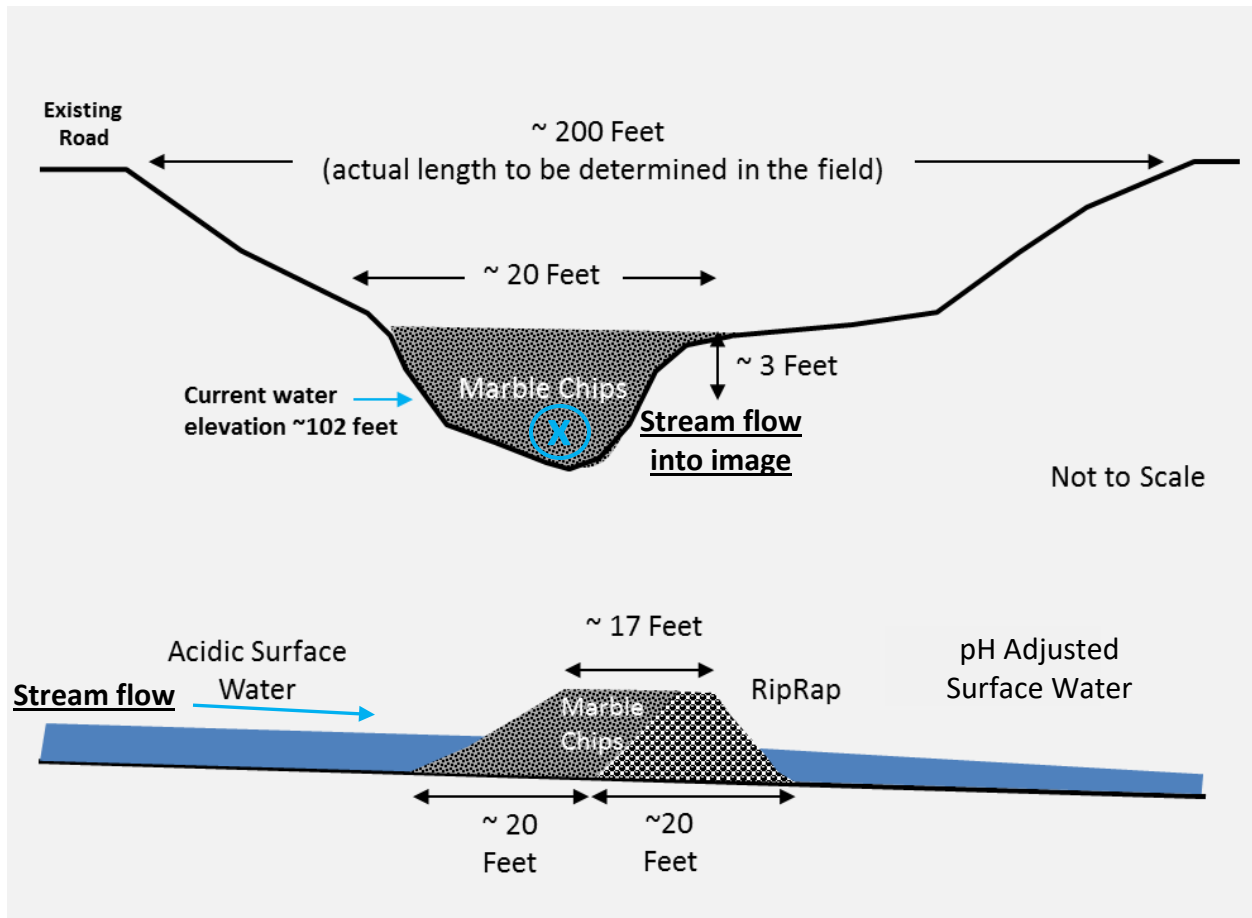 Existing
Road
~ 200 Feet
(actual length to be determined in the field)
~ 20 Feet
~ 3 Feet
Marble Chips
Current water
elevation ~102 feet
X
Stream flow
into image
Not to Scale
~ 17 Feet
Acidic Surface
Water
Stream flow
RipRap
pH Adjusted
Surface Water
Marble
Chips
~ 20
Feet
~20
Feet